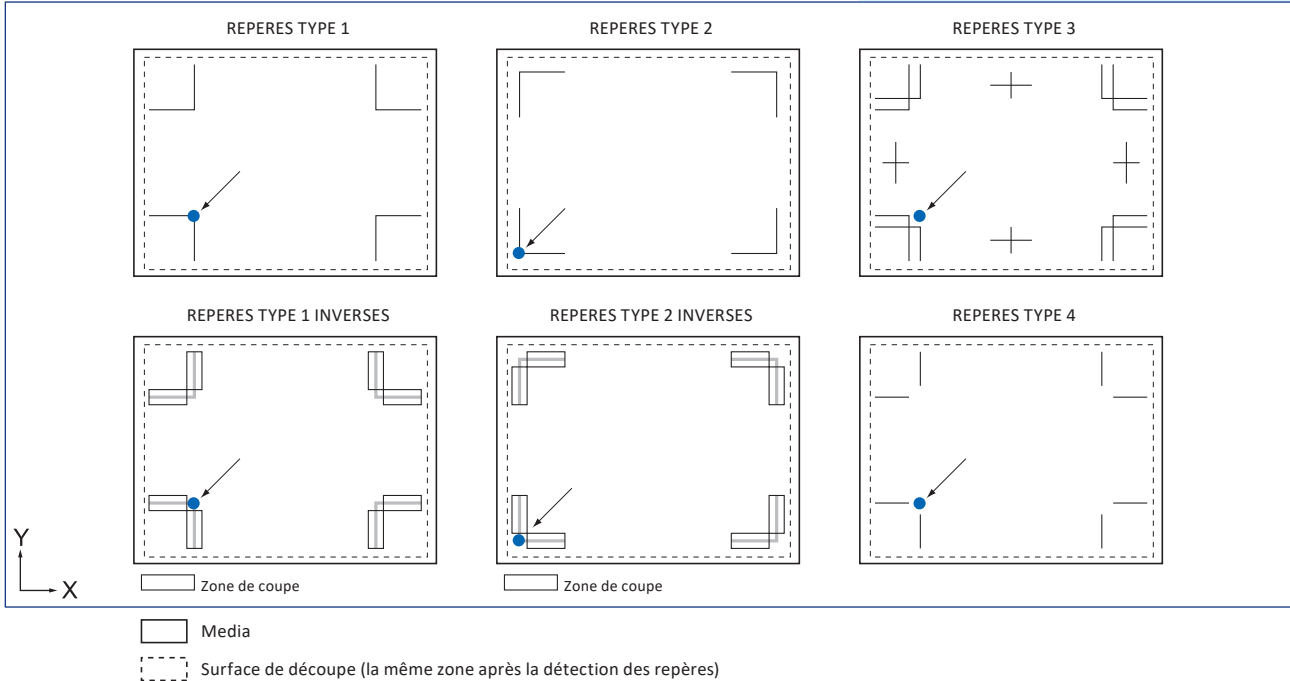 REPERES TYPE 1
REPERES TYPE 2
REPERES TYPE 3
REPERES TYPE 1 INVERSES
REPERES TYPE 2 INVERSES
REPERES TYPE 4
Y
X
Zone de coupe
Zone de coupe
Media
Surface de découpe (la même zone après la détection des repères)